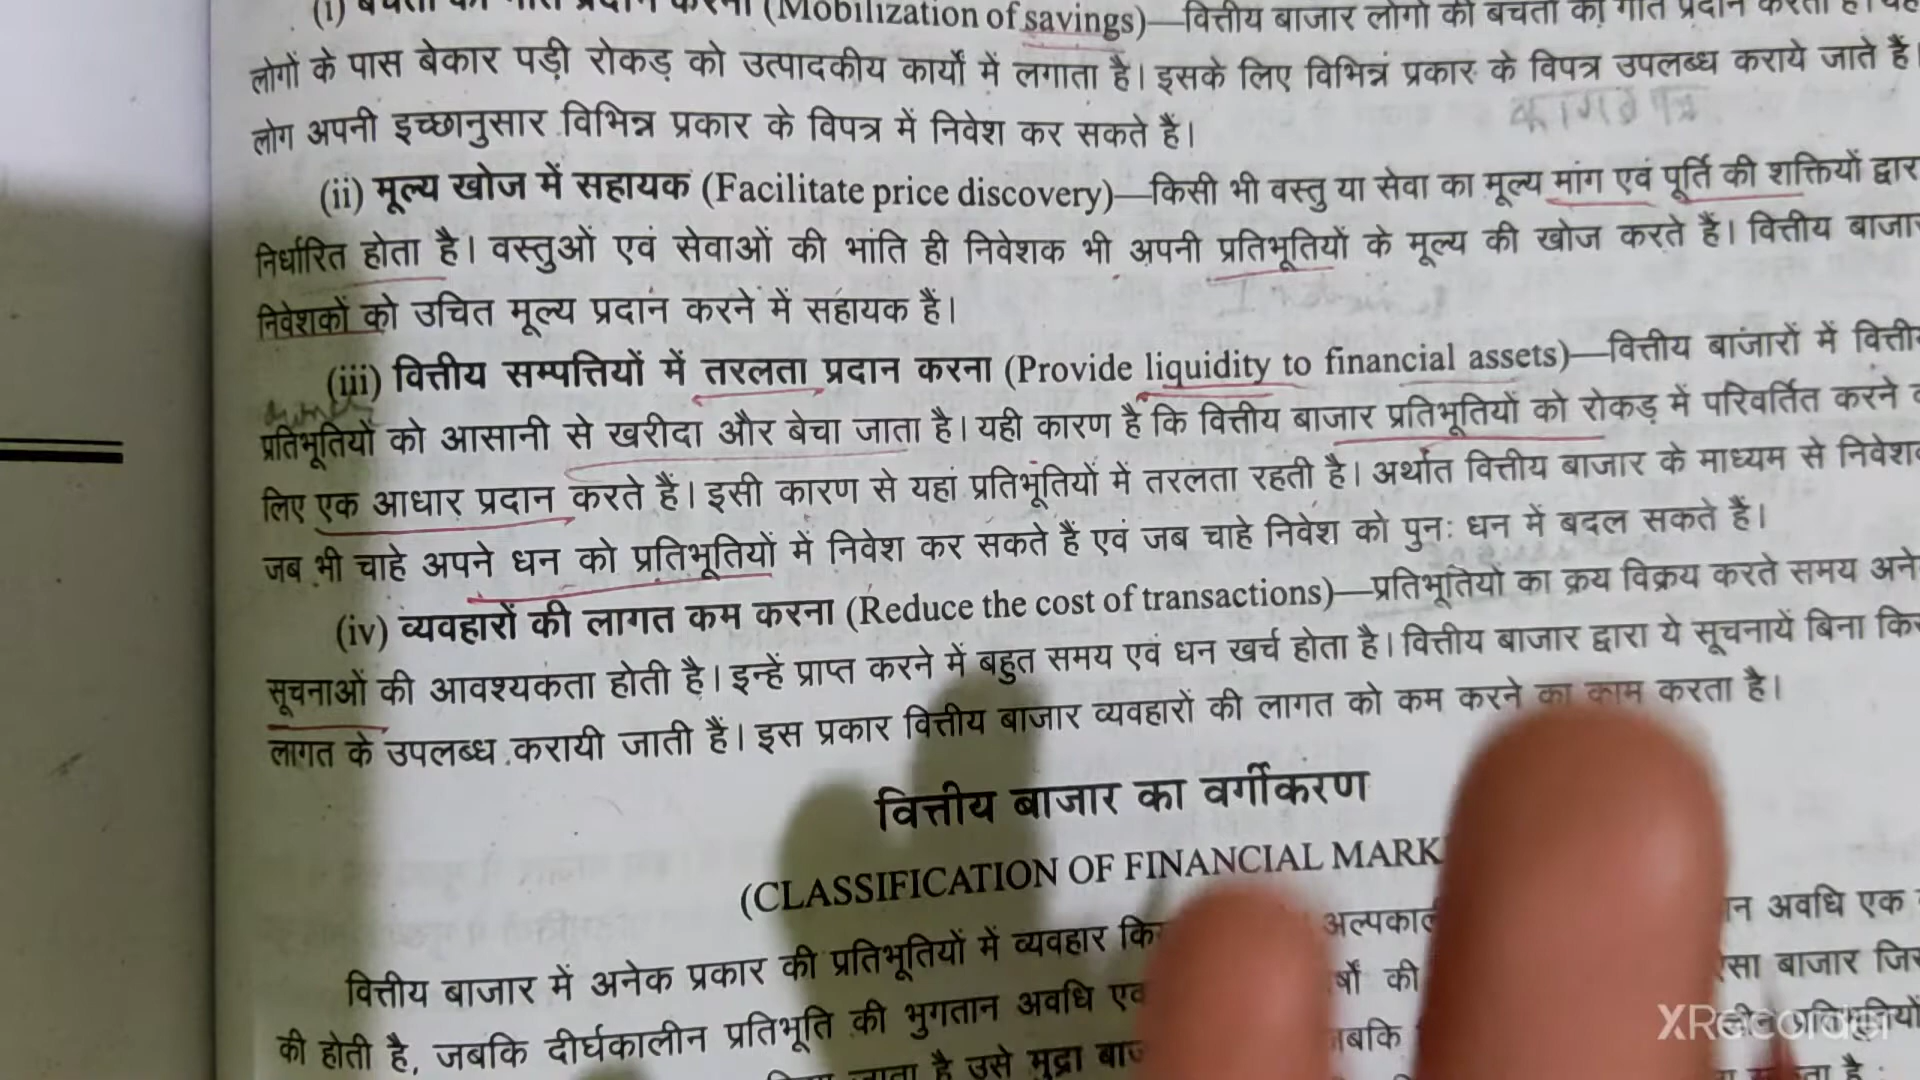 (i) बचतों को गति प्रदान करना (Mobilization of savings)—वित्तीय बाजार लोगों की बचतों को गति प्रदान करता है। यह
लोगों के पास बेकार पड़ी रोकड़ को उत्पादकीय कार्यों में लगाता है। इसके लिए विभिन्न प्रकार के विपत्र उपलब्ध कराये जाते हैं।
लोग अपनी इच्छानुसार विभिन्न प्रकार के विपत्र में निवेश कर सकते हैं।
(ii) मूल्य खोज में सहायक (Facilitate price discovery)—किसी भी वस्तु या सेवा का मूल्य मांग एवं पूर्ति की शक्तियों द्वार
निर्धारित होता है। वस्तुओं एवं सेवाओं की भांति ही निवेशक भी अपनी प्रतिभूतियों के मूल्य की खोज करते हैं। वित्तीय बाजार
निवेशकों को उचित मूल्य प्रदान करने में सहायक है।
(iii) वित्तीय सम्पत्तियों में तरलता प्रदान करना (Provide liquidity to financial assets)—वित्तीय बाजारों में वित्ती
प्रतिभूतियों को आसानी से खरीदा और बेचा जाता है। यही कारण है कि वित्तीय बाजार प्रतिभूतियों को रोकड़ में परिवर्तित करने
लिए एक आधार प्रदान करते हैं। इसी कारण से यहां प्रतिभूतियों में तरलता रहती है। अर्थात वित्तीय बाजार के माध्यम से निवेश
जब भी चाहे अपने धन को प्रतिभूतियों में निवेश कर सकते हैं एवं जब चाहे निवेश को पुनः धन में बदल सकते हैं।
(iv) व्यवहारों की लागत कम करना (Reduce the cost of transactions)—प्रतिभूतियों का क्रय विक्रय करते समय अने
सूचनाओं की आवश्यकता होती है। इन्हें प्राप्त करने में बहुत समय एवं धन खर्च होता है। वित्तीय बाजार द्वारा ये सूचनायें बिना कि
लागत के उपलब्ध करायी जाती हैं। इस प्रकार वित्तीय बाजार व्यवहारों की लागत को कम करने का काम करता है।
वित्तीय बाजार का वर्गीकरण
(CLASSIFICATION OF FINANCIAL MARK
वित्तीय बाजार में अनेक प्रकार की प्रतिभूतियों में व्यवहार कि अल्पकाल न अवधि एक
की होती है, जबकि दीर्घकालीन प्रतिभूति की भुगतान अवधि एक र्षों की सा बाजार जि
जाता है उसे मुद्रा बाज जबकि लीन प्रतिभूतियों
ता है :
XRecorder